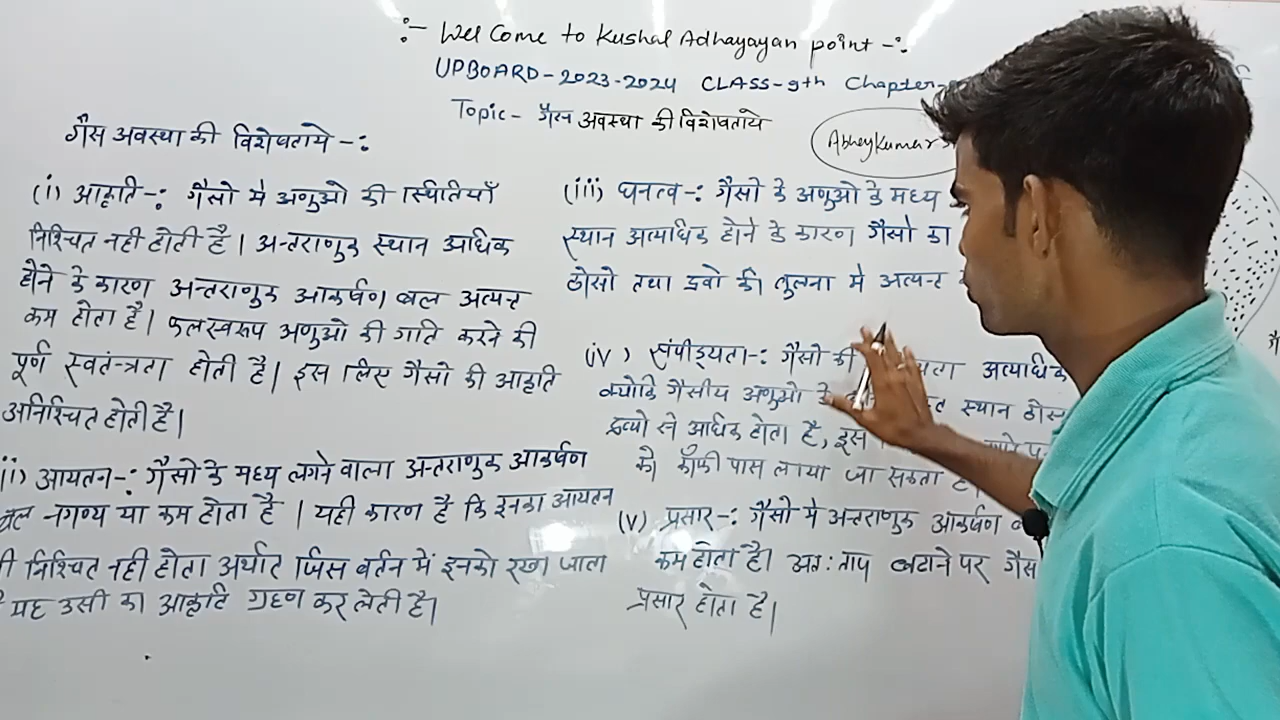 :- Wel Come to Kushal Adhayayan point -:
UPBOARD-2023-2024 CLASS-9th Chapter-
Topic- गैस अवस्था की विशेषताये
AbheyKumar
गैस अवस्था की विशेषताये -:
(i) आकृति-: गैसो मे अणुओ की स्थितियाँ
निश्चित नही होती है। अन्तराणुक स्थान अधिक
होने के कारण अन्तराणुक आकर्षण बल अत्यन्त
कम होता है। फलस्वरूप अणुओ की गति करने की
पूर्ण स्वतंन्त्रता होती है। इस लिए गैसो की आकृति
अनिश्चित होती है।
(ii) आयतन-: गैसो के मध्य लगने वाला अन्तराणुक आकर्षण
बल नगण्य या कम होता है । यही कारण है कि इनका आयतन
भी निश्चित नही होता अर्थात जिस बर्तन में इनको रखा जाता
है यह उसी का आकृति ग्रहण कर लेती है।
(iii) घनत्व-: गैसो के अणुओ के मध्य
स्थान अत्याधिक होने के कारण गैसो का
ठोसो तथा द्रवो की तुलना मे अत्यन्त
(iv) संपीड्यता-: गैसो की अत्याधिक
क्योकि गैसीय अणुओ के स्थान ठोस
द्रव्यो से अधिक होता है, इस
को काँफी पास लाया जा सकता है।
(v) प्रसार-: गैसो मे अन्तराणुक आकर्षण
कम होता है। अतः ताप बढाने पर गैस
प्रसार होता है।